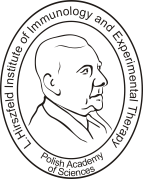 L.Hirszfeld Institute of Immunology and Experimental Therapy
Polish Academy
of Sciences